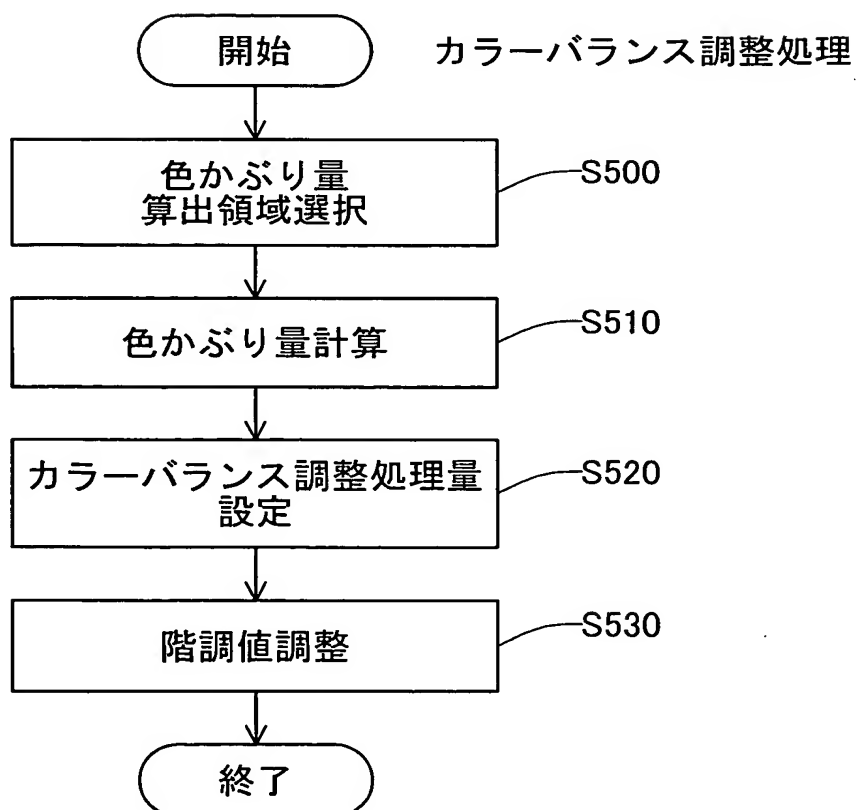 開始
カラーバランス調整処理
色かぶり量
算出領域選択
S500
色かぶり量計算
S510
カラーバランス調整処理量
設定
S520
階調値調整
S530
終了